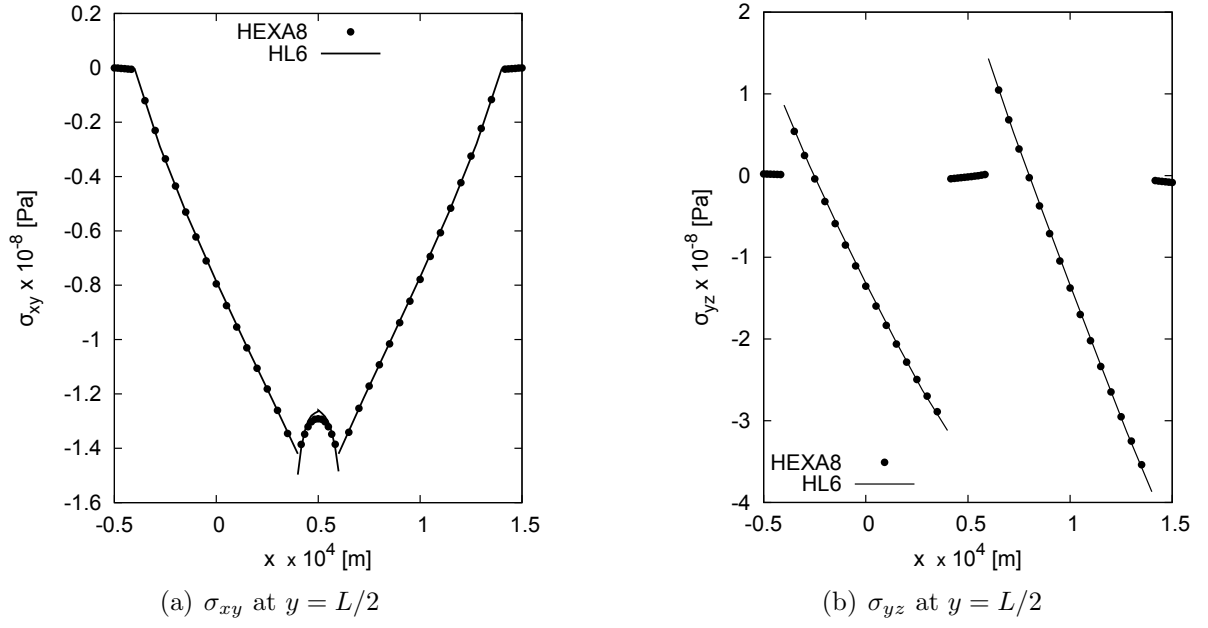 0.2
0
-0.2
-0.4
-0.6
-0.8
-1
-1.2
-1.4
-1.6
σxy x 10-8 [Pa]
HEXA8
HL6
-0.5 0 0.5 1 1.5
x x 104 [m]
(a) σxy at y = L/2
2
1
0
-1
-2
-3
-4
σyz x 10-8 [Pa]
HEXA8
HL6
-0.5 0 0.5 1 1.5
x x 104 [m]
(b) σyz at y = L/2